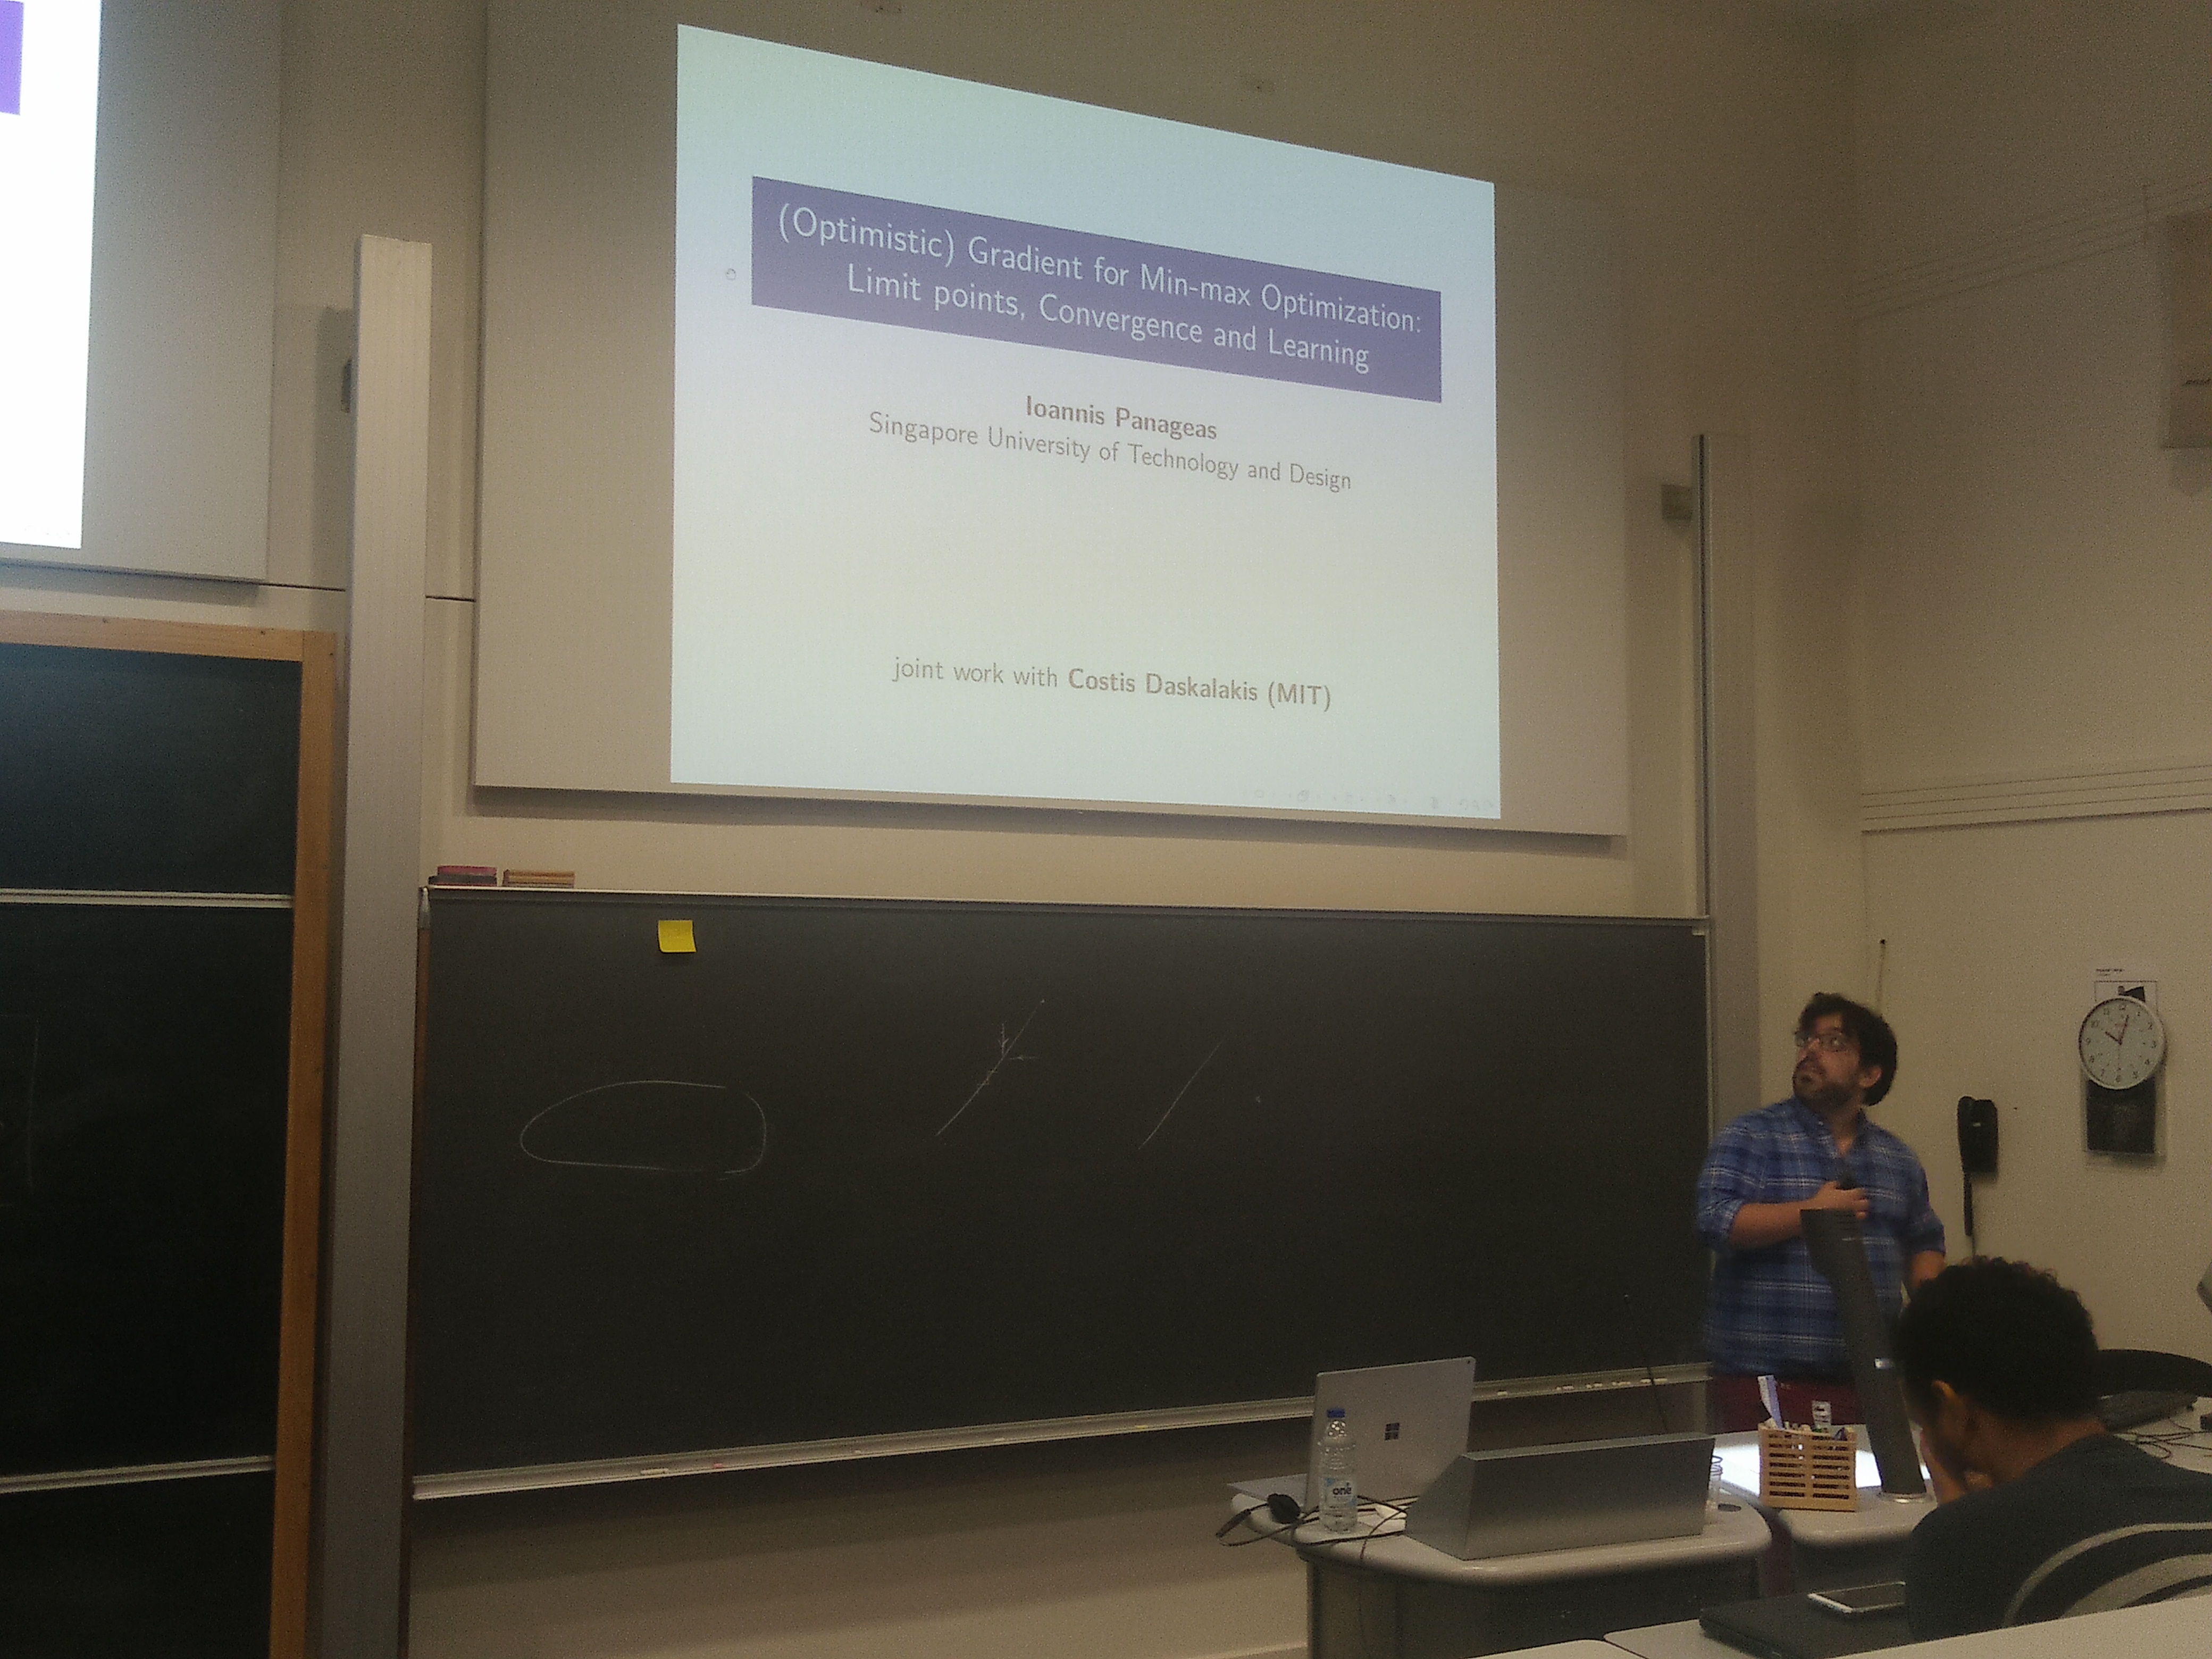 (Optimistic) Gradient for Min-max Optimization:
Limit points, Convergence and Learning
Ioannis Panageas
Singapore University of Technology and Design
joint work with Costis Daskalakis (MIT)
one